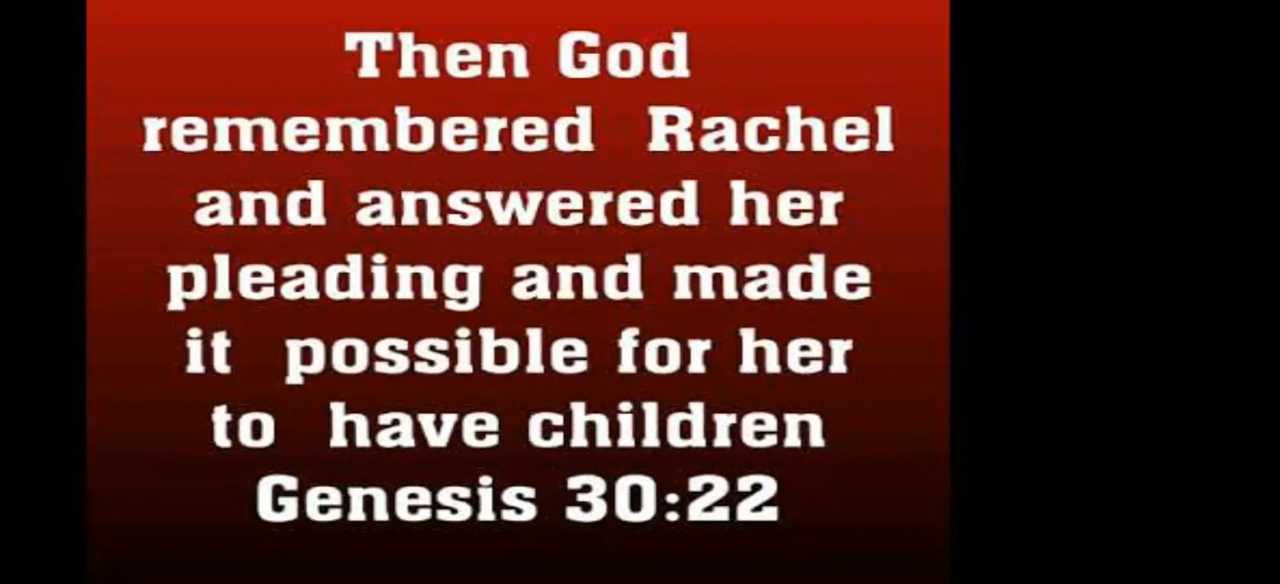 Then God
remembered Rachel
and answered her
pleading and made
it possible for her
to have children
Genesis 30:22